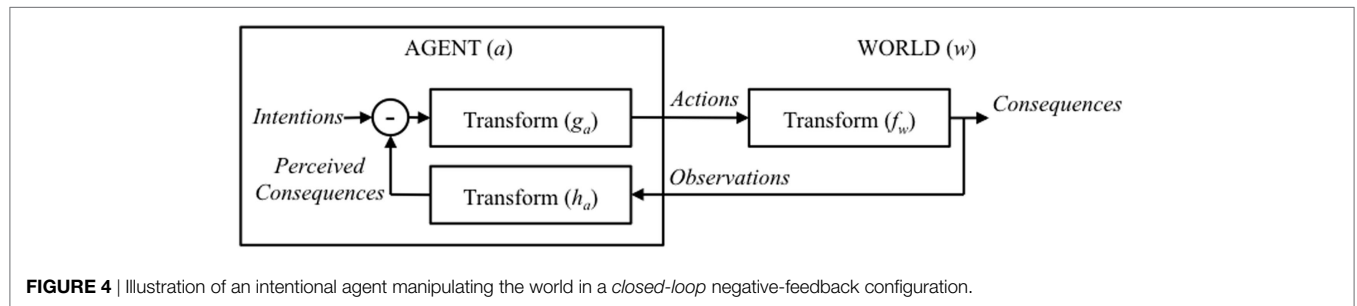 AGENT (a)
WORLD (w)
Intentions
-
Transform (gₐ)
Actions
Transform (f_w)
Consequences
Perceived
Consequences
Transform (hₐ)
Observations
FIGURE 4 | Illustration of an intentional agent manipulating the world in a closed-loop negative-feedback configuration.